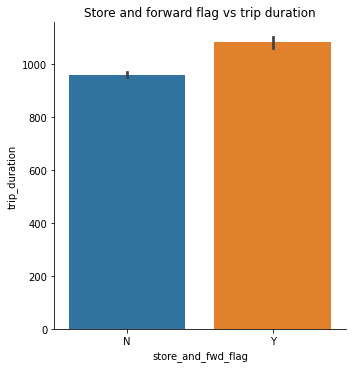 Store and forward flag vs trip duration
1000
800
600
400
200
0
trip_duration
N Y
store_and_fwd_flag